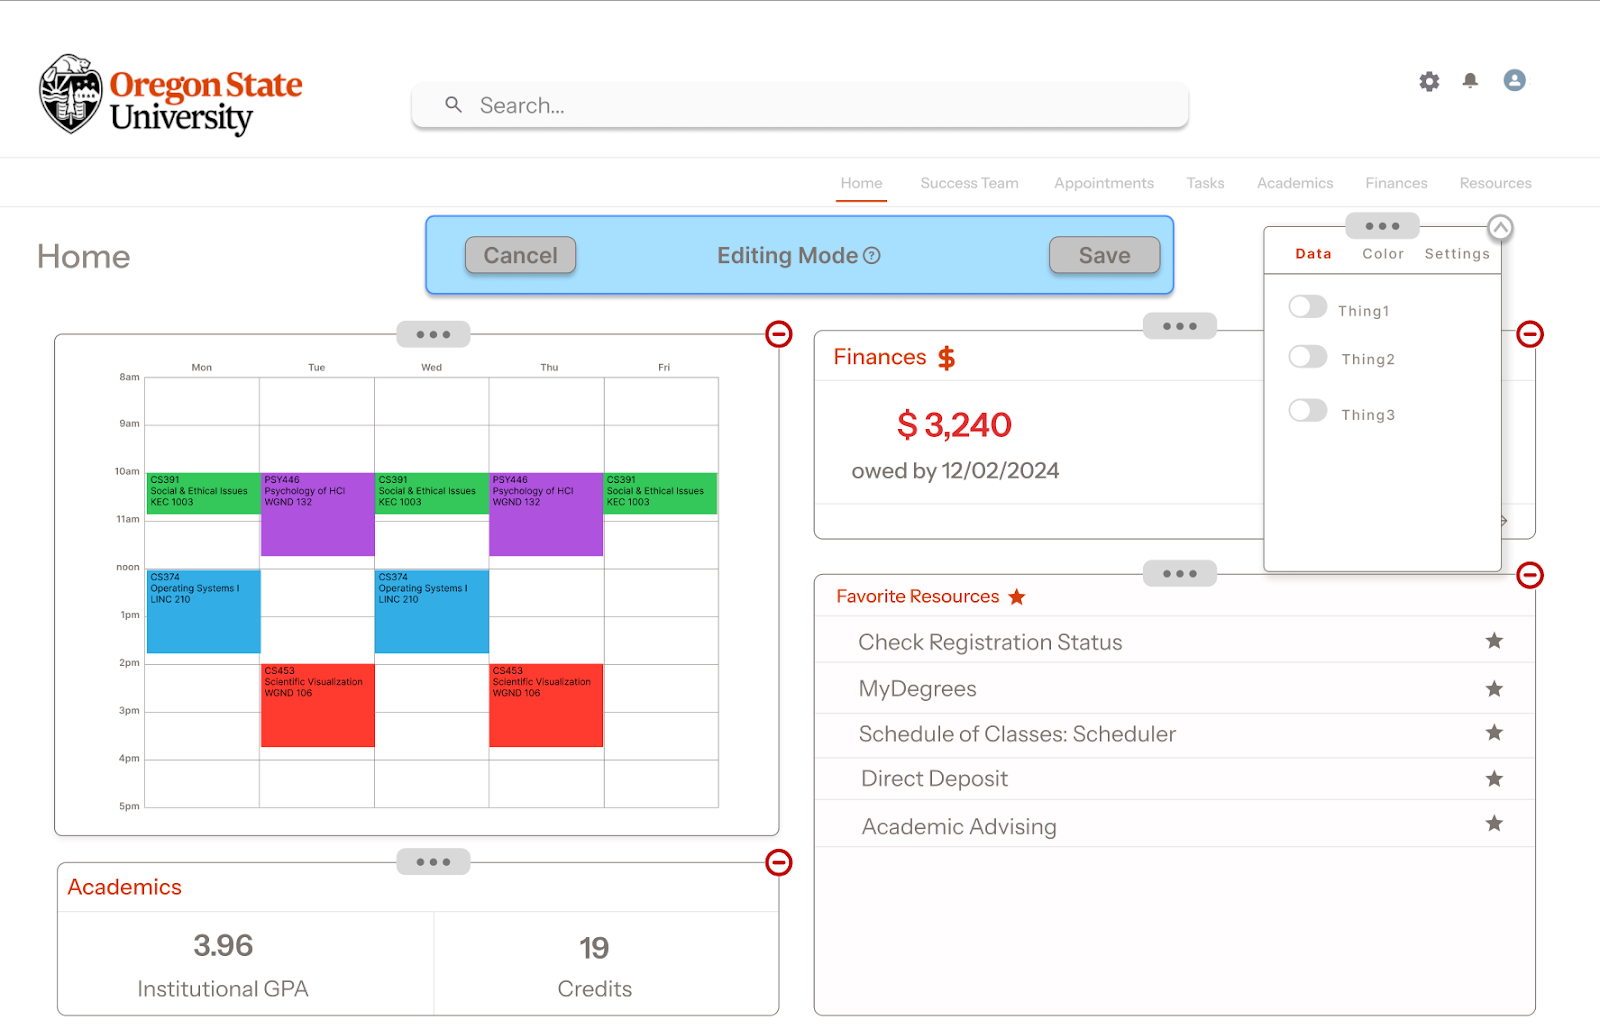 Oregon State
University
Search...
Home
Success Team
Appointments
Tasks
Academics
Finances
Resources
Home
Cancel
Editing Mode
?
Save
Data
Color
Settings
Thing1
Thing2
Thing3
Mon
Tue
Wed
Thu
Fri
8am
9am
10am
11am
noon
1pm
2pm
3pm
4pm
5pm
CS391
Social & Ethical Issues
KEC 1003
PSY446
Psychology of HCI
WGND 132
CS391
Social & Ethical Issues
KEC 1003
PSY446
Psychology of HCI
WGND 132
CS391
Social & Ethical Issues
KEC 1003
CS374
Operating Systems I
LINC 210
CS374
Operating Systems I
LINC 210
CS453
Scientific Visualization
WGND 106
CS453
Scientific Visualization
WGND 106
Finances $
$ 3,240
owed by 12/02/2024
Favorite Resources
Check Registration Status
MyDegrees
Schedule of Classes: Scheduler
Direct Deposit
Academic Advising
Academics
3.96
Institutional GPA
19
Credits